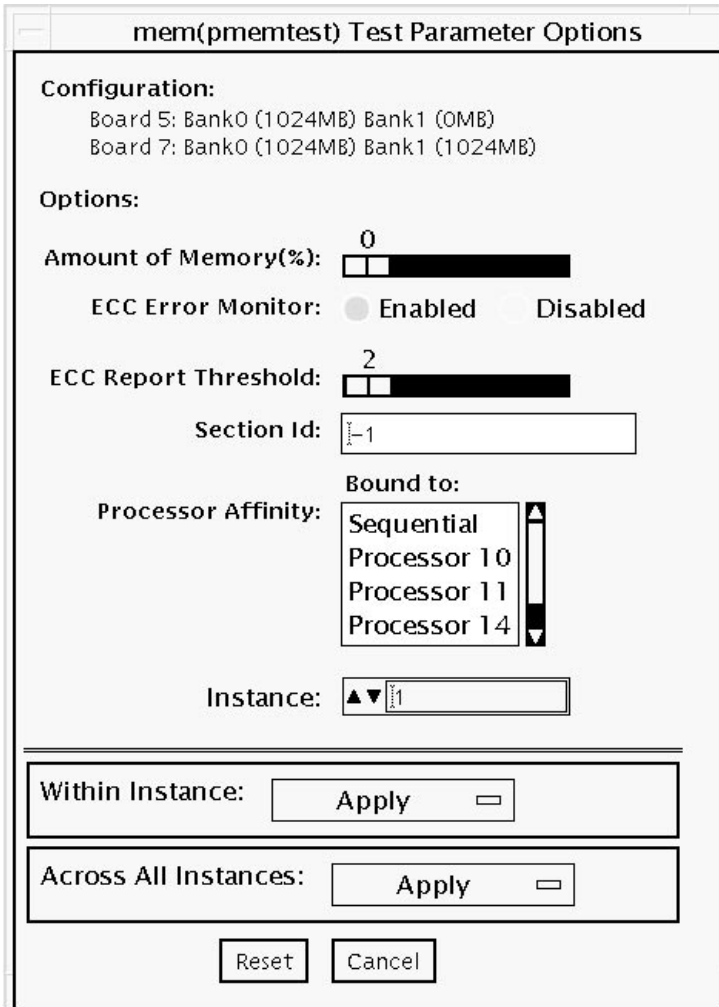 mem(pmemtest) Test Parameter Options
Configuration:
Board 5: Bank0 (1024MB) Bank1 (0MB)
Board 7: Bank0 (1024MB) Bank1 (1024MB)
Options:
0
Amount of Memory(%):
ECC Error Monitor: Enabled Disabled
2
ECC Report Threshold:
Section Id: -1
Bound to:
Processor Affinity:
Sequential
Processor 10
Processor 11
Processor 14
Instance: 1
Within Instance: Apply
Across All Instances: Apply
Reset Cancel